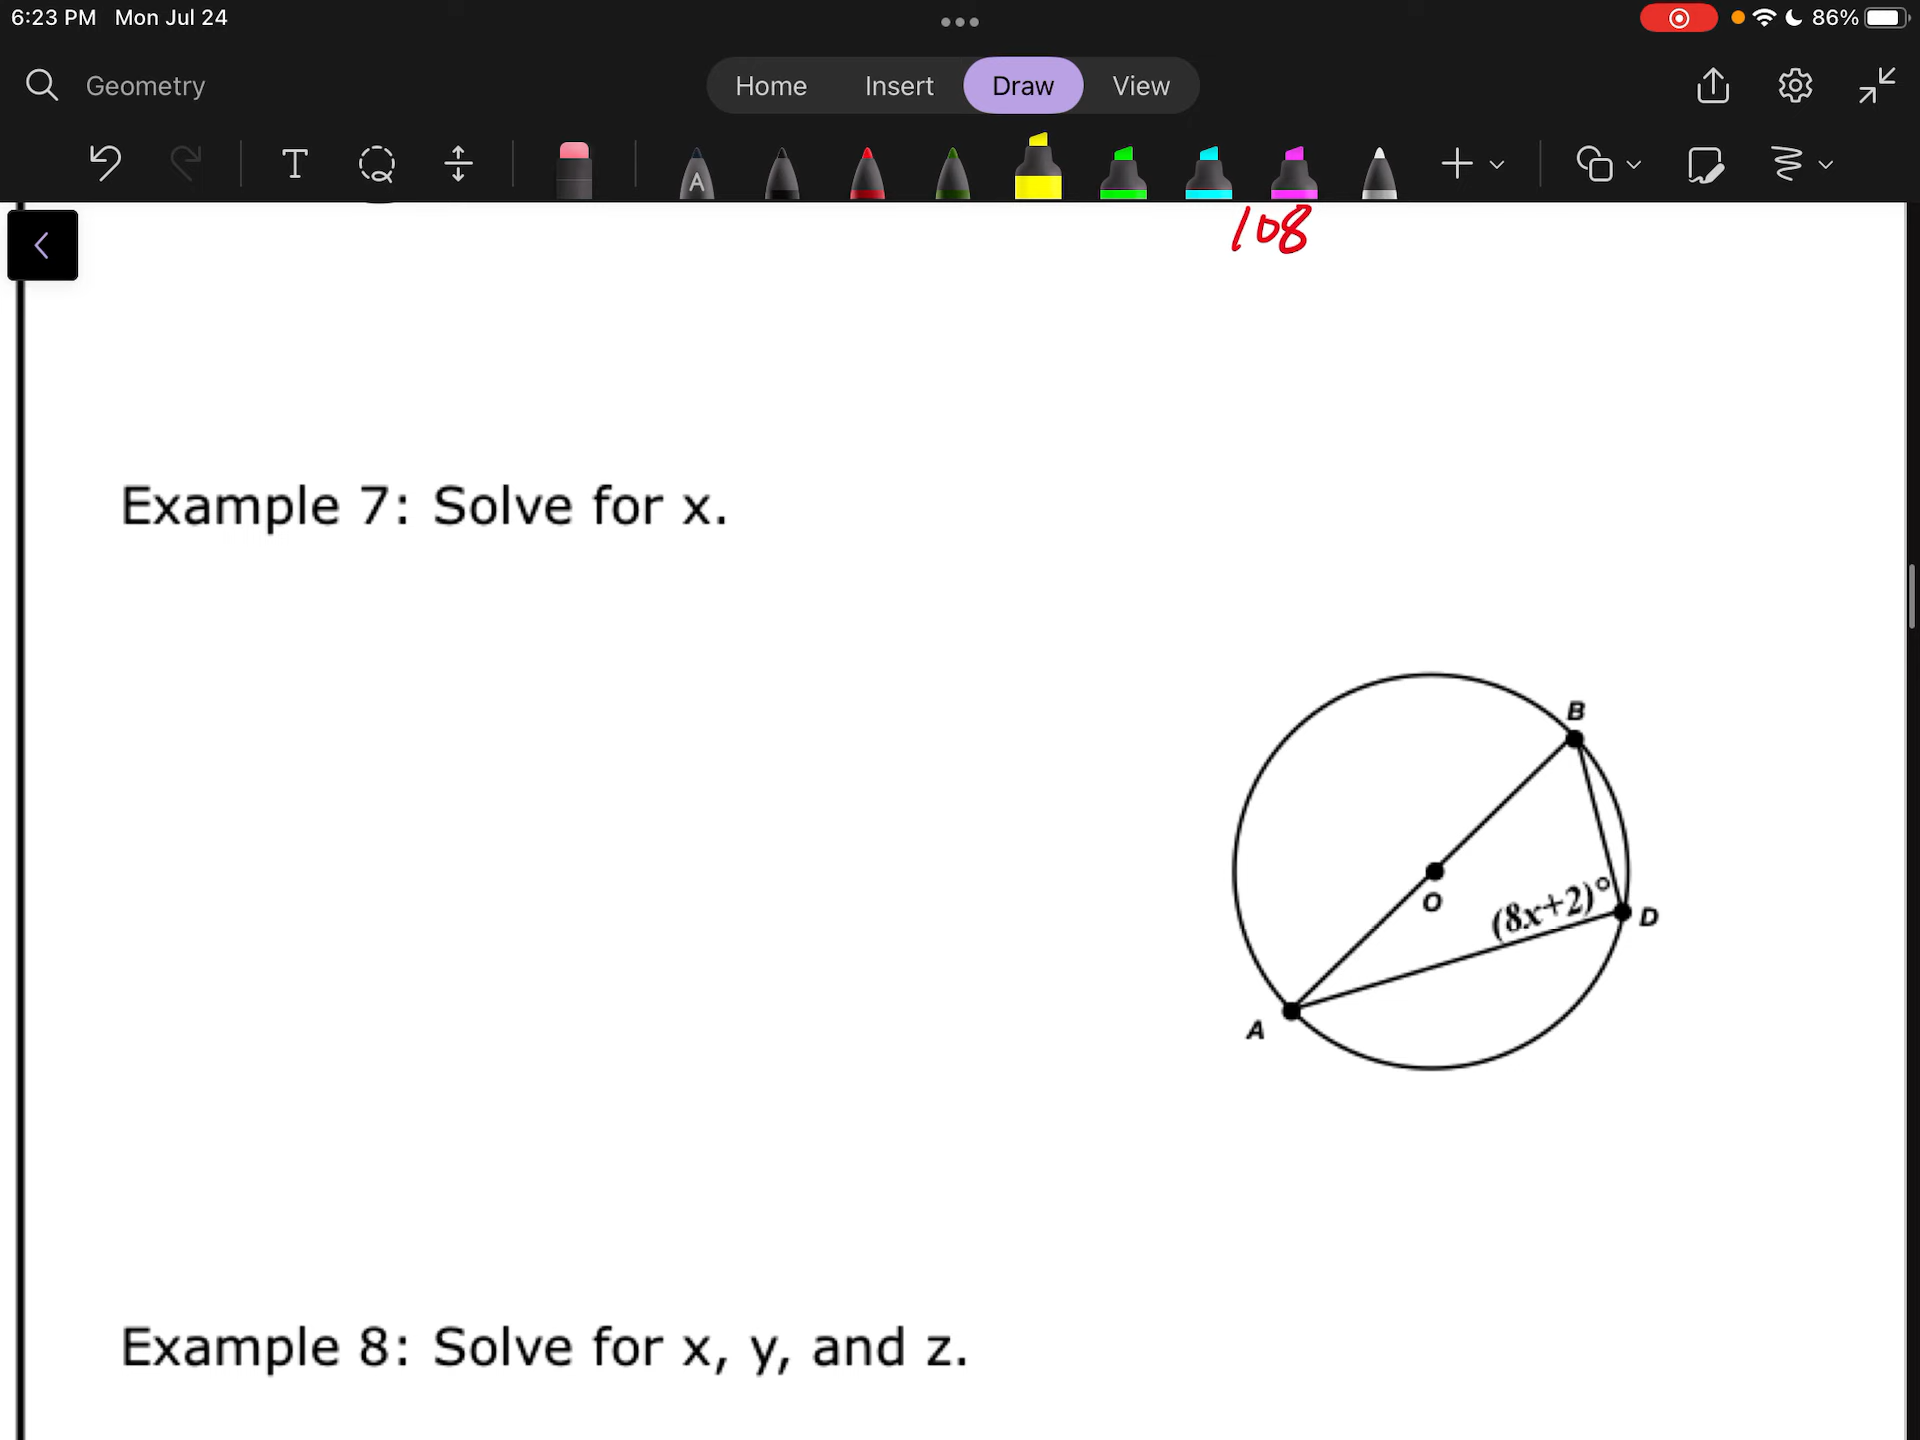 6:23 PM Mon Jul 24
86%
Geometry
Home Insert Draw View
T
A
108
Example 7: Solve for x.
B
O
(8x+2)°
D
A
Example 8: Solve for x, y, and z.